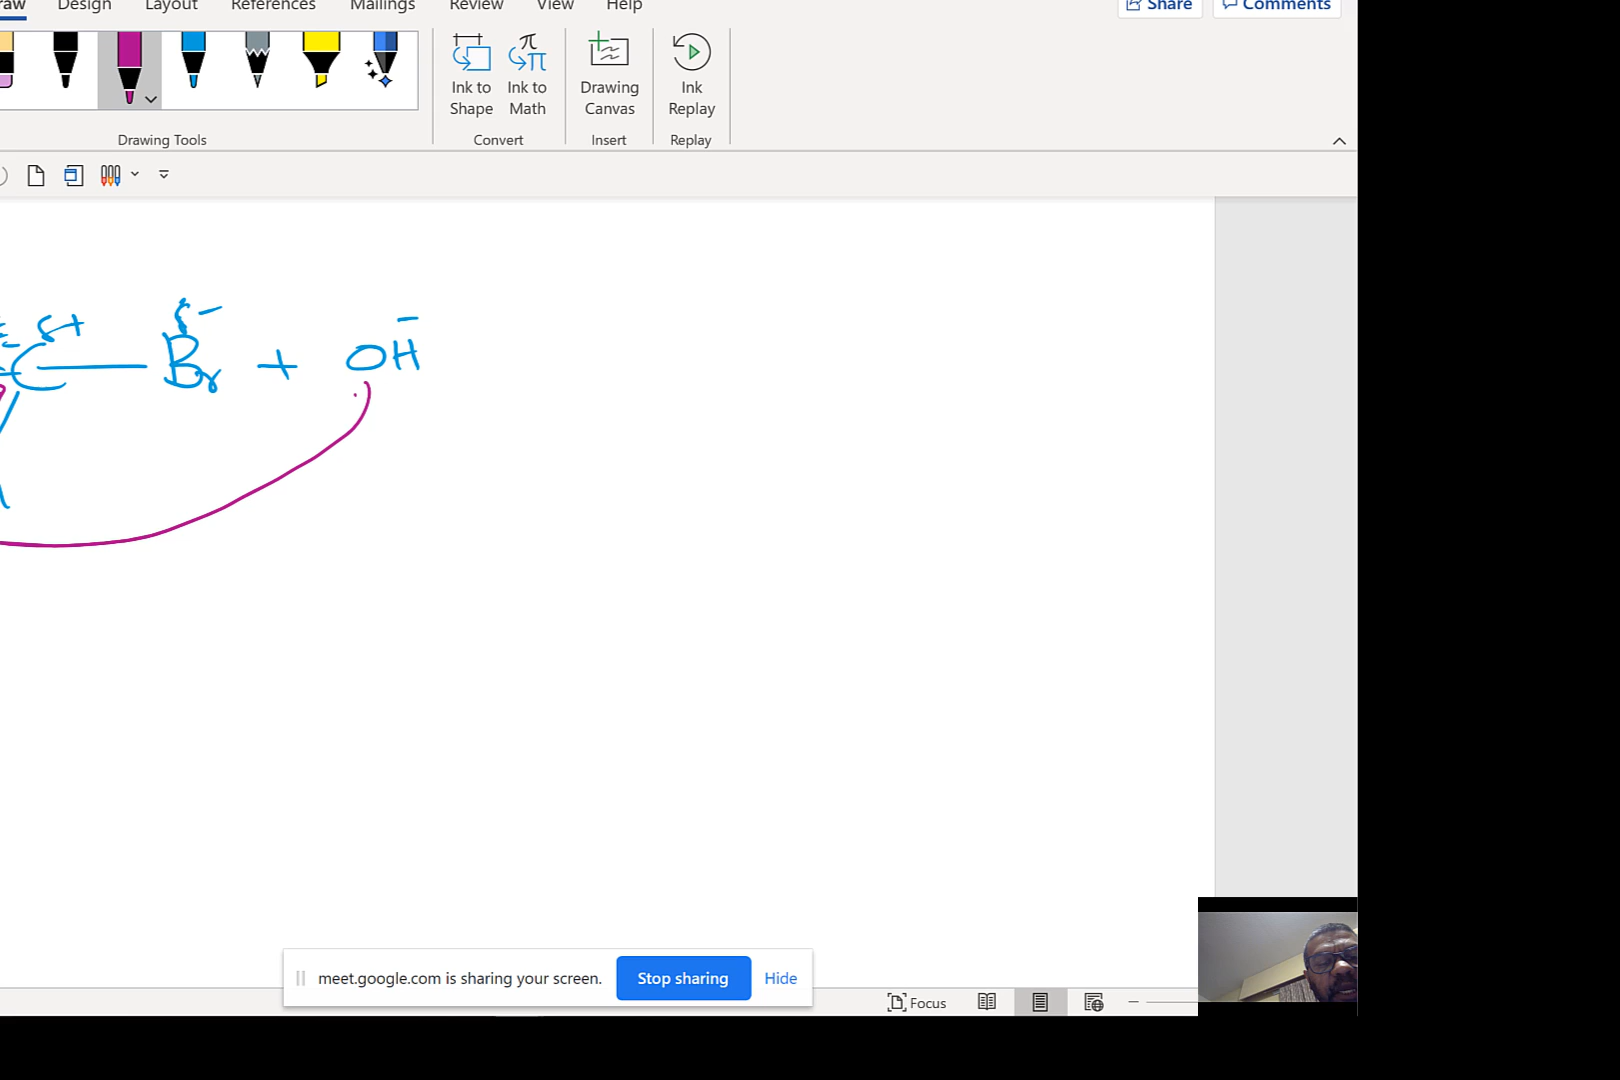 aw Design Layout References Mailings Review View Help Share Comments
Ink to Shape Ink to Math Drawing Canvas Ink Replay
Drawing Tools Convert Insert Replay
δ+ δ-
C — Br + OH⁻
meet.google.com is sharing your screen. Stop sharing Hide
Focus